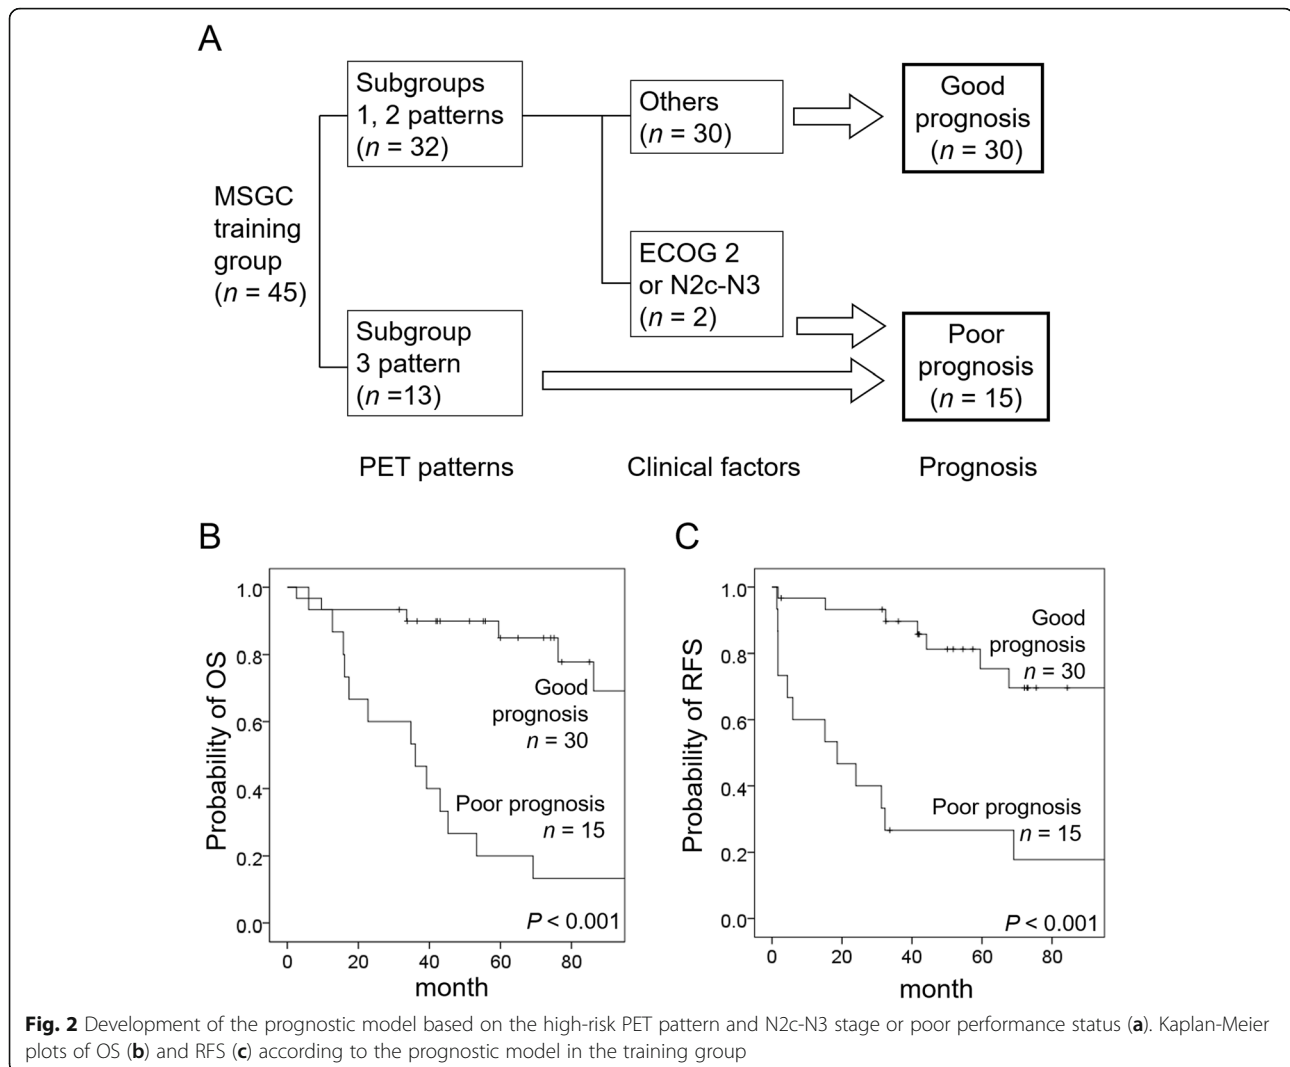 A
Subgroups
1, 2 patterns
(n = 32)
Others
(n = 30)
Good
prognosis
(n = 30)
MSGC
training
group
(n = 45)
ECOG 2
or N2c-N3
(n = 2)
Subgroup
3 pattern
(n =13)
Poor
prognosis
(n = 15)
PET patterns
Clinical factors
Prognosis
B
Probability of OS
1.0
0.8
0.6
0.4
0.2
0.0
Good
prognosis
n = 30
Poor prognosis
n = 15
P < 0.001
0 20 40 60 80
month
C
Probability of RFS
1.0
0.8
0.6
0.4
0.2
0.0
Good
prognosis
n = 30
Poor prognosis
n = 15
P < 0.001
0 20 40 60 80
month
Fig. 2 Development of the prognostic model based on the high-risk PET pattern and N2c-N3 stage or poor performance status (a). Kaplan-Meier
plots of OS (b) and RFS (c) according to the prognostic model in the training group